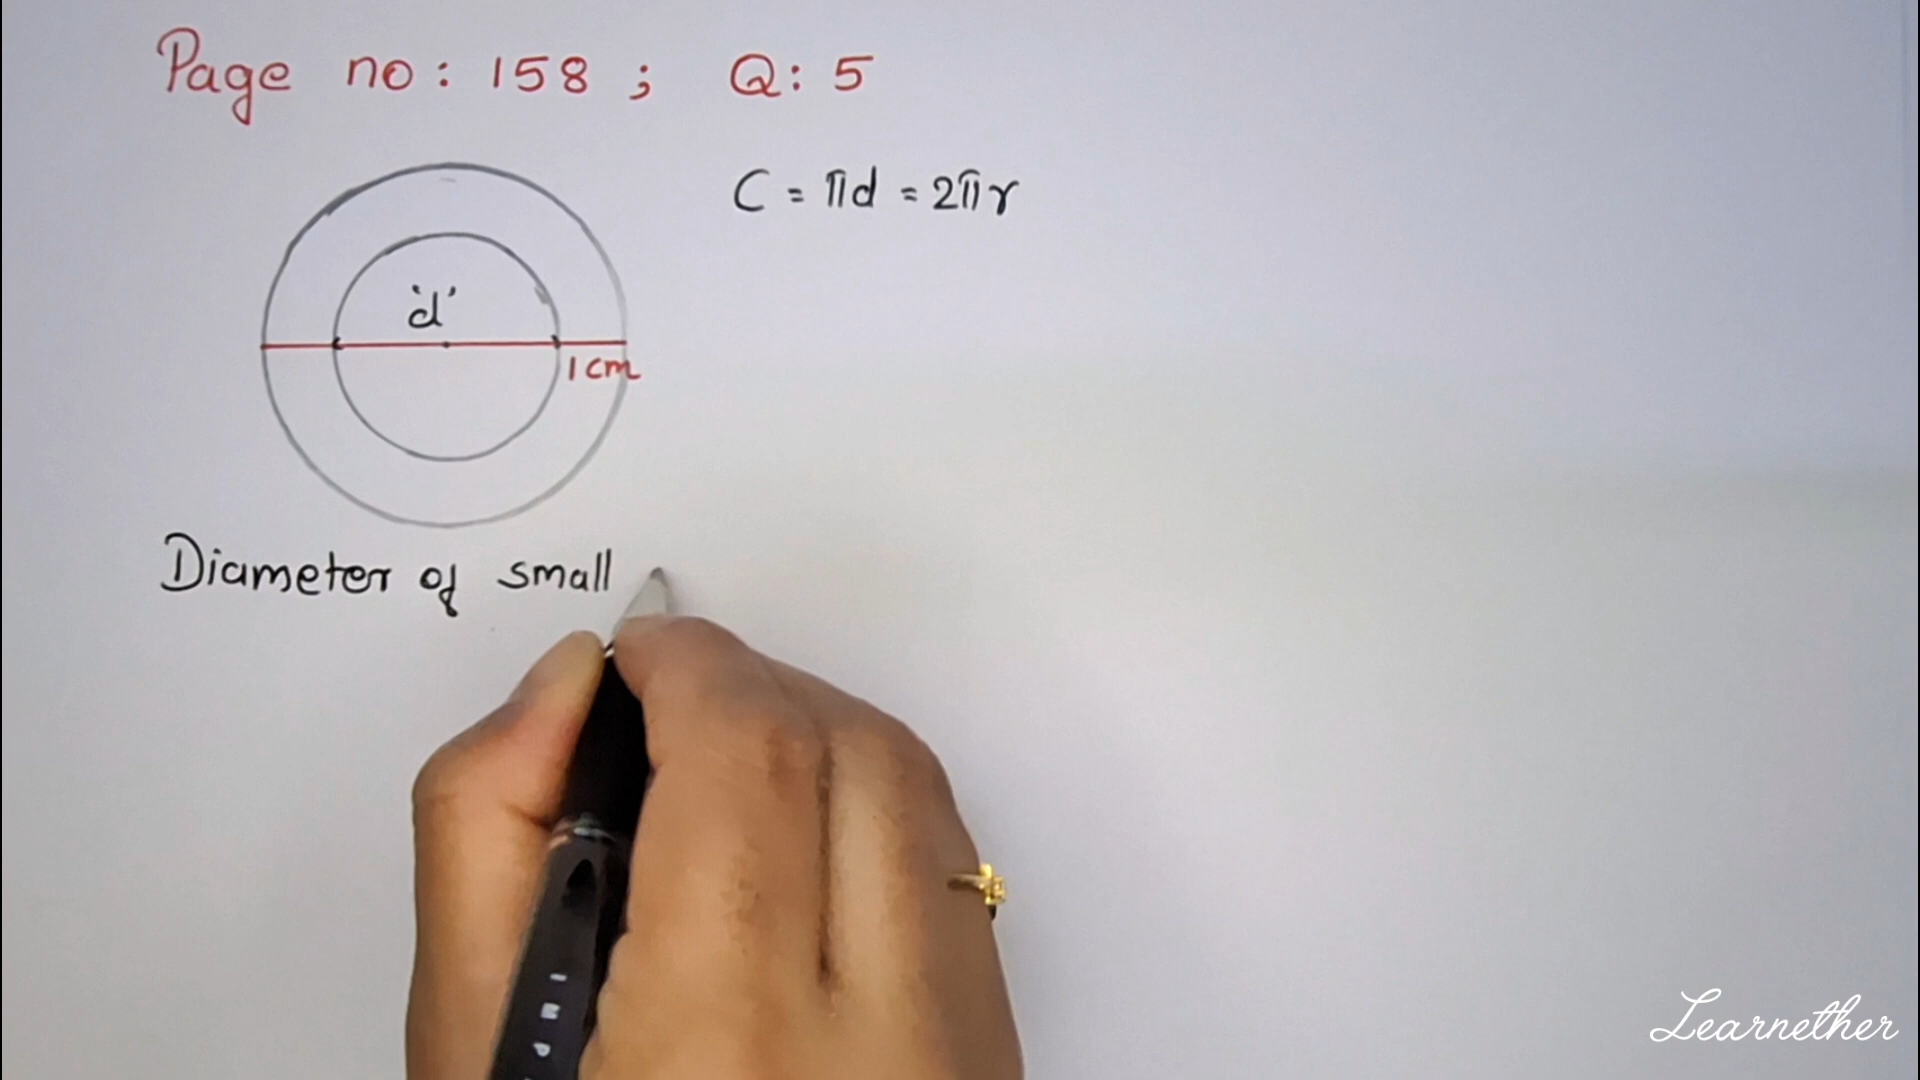 Page no: 158 ; Q: 5
C = πd = 2πr
'd'
1cm
Diameter of small
I M P
Learnether